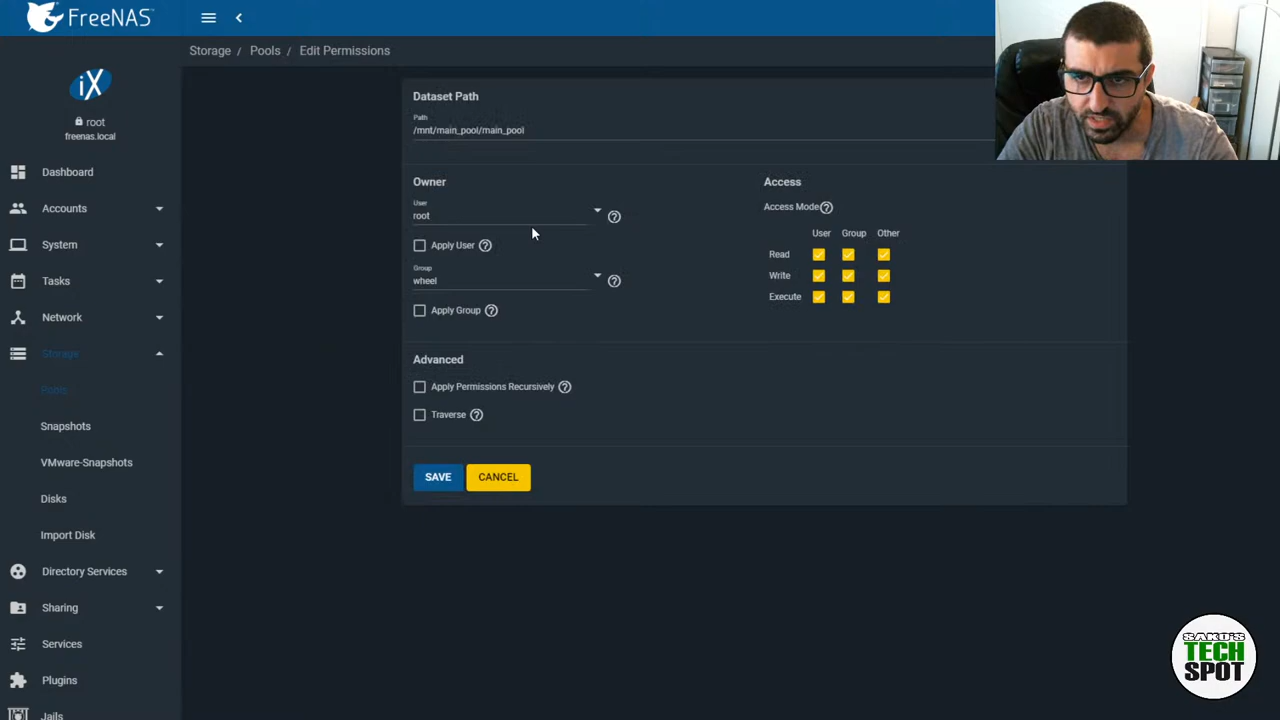 FreeNAS
Storage / Pools / Edit Permissions
iX
root
freenas.local
Dashboard
Accounts
System
Tasks
Network
Storage
Pools
Snapshots
VMware-Snapshots
Disks
Import Disk
Directory Services
Sharing
Services
Plugins
Jails
Dataset Path
Path
/mnt/main_pool/main_pool
Owner
User
root
Apply User
Group
wheel
Apply Group
Access
Access Mode
User Group Other
Read
Write
Execute
Advanced
Apply Permissions Recursively
Traverse
SAVE CANCEL
SAKO'S
TECH
SPOT